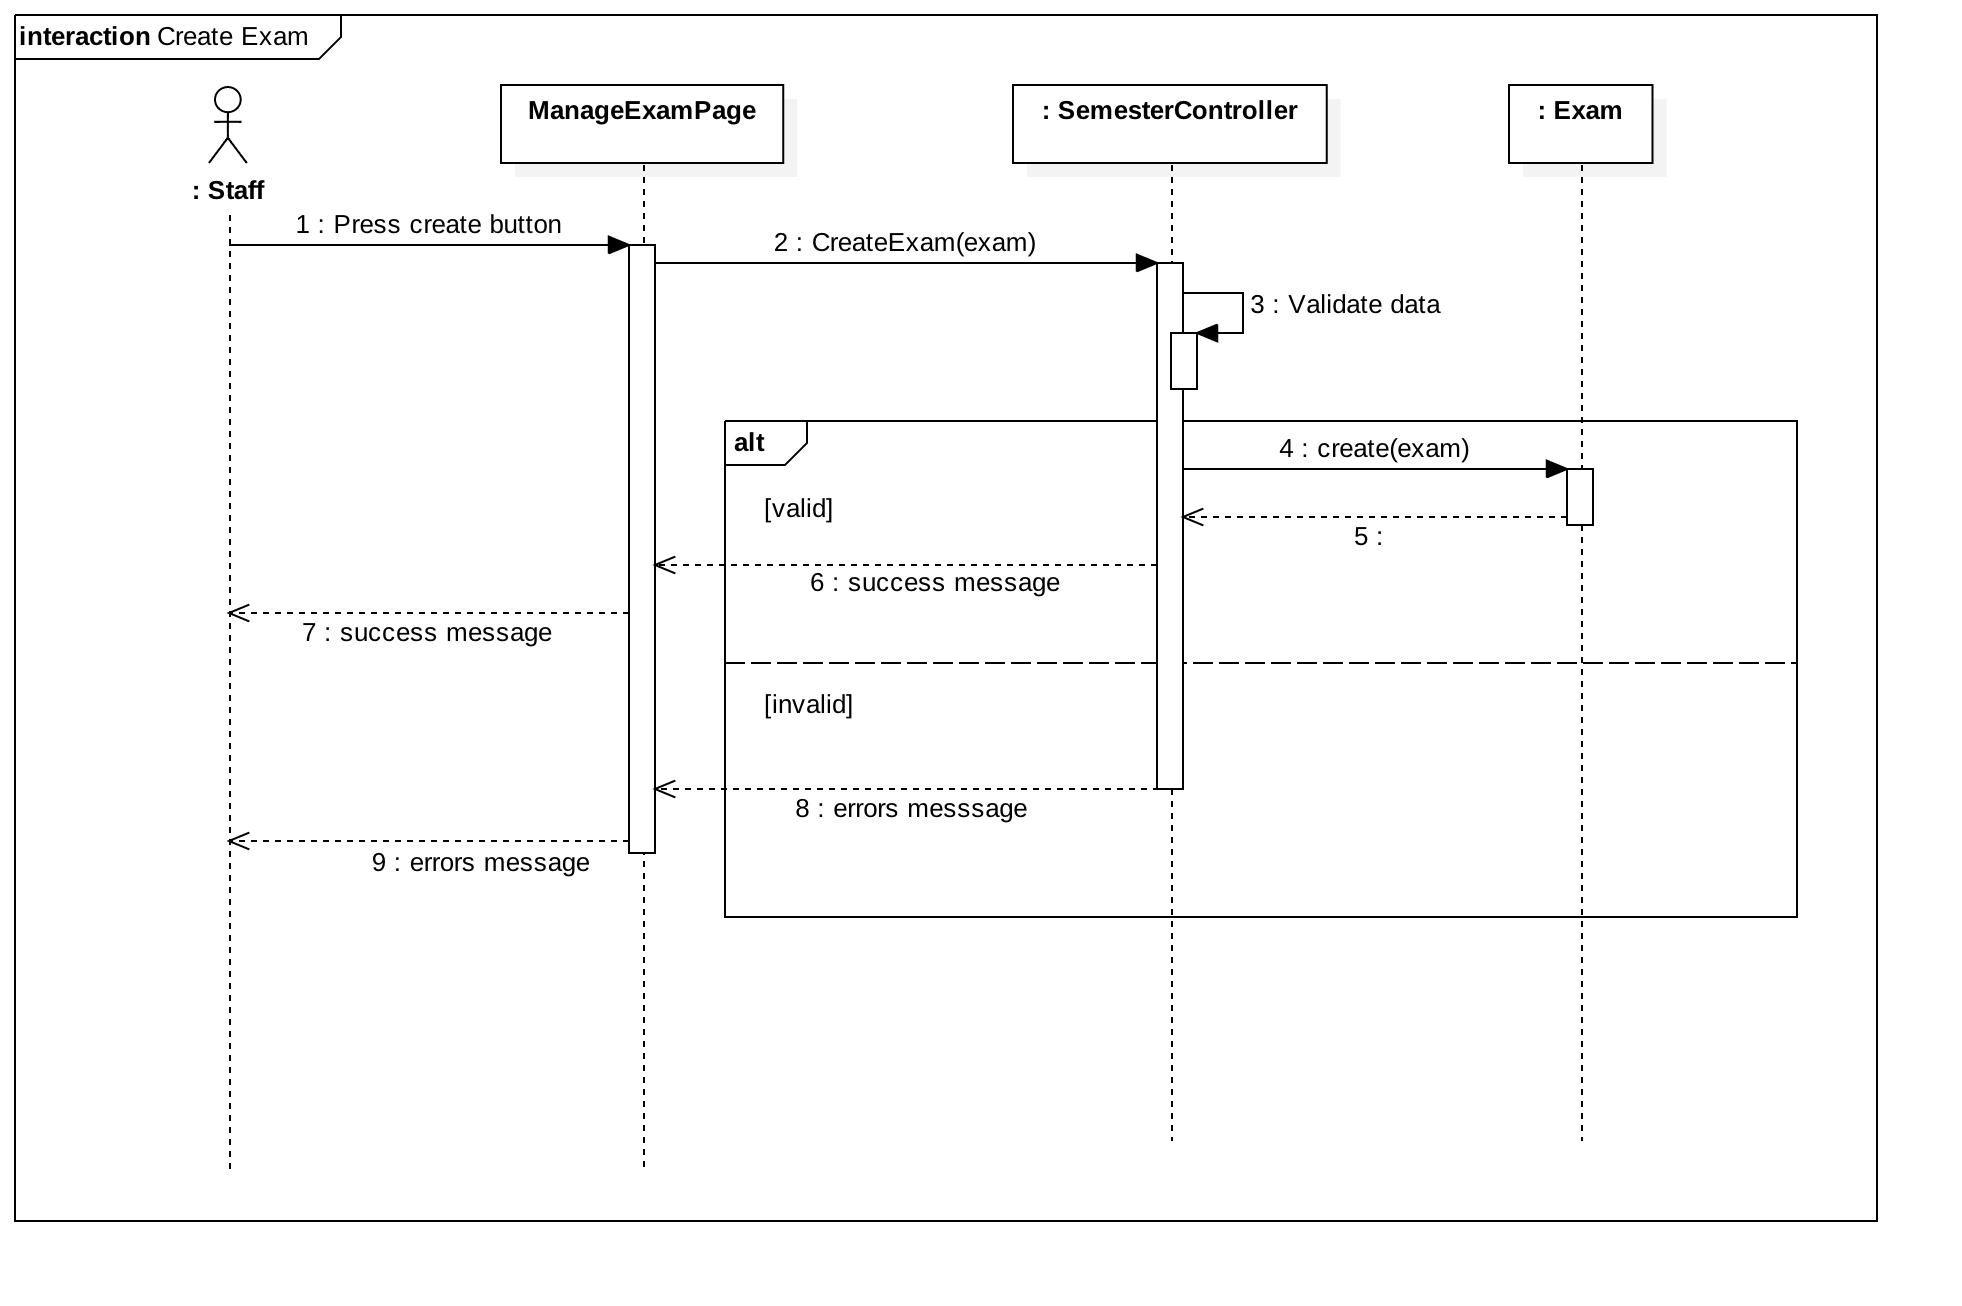 interaction Create Exam
ManageExamPage
: SemesterController
: Exam
: Staff
1 : Press create button
2 : CreateExam(exam)
3 : Validate data
alt
4 : create(exam)
[valid]
5 :
6 : success message
7 : success message
[invalid]
8 : errors messsage
9 : errors message